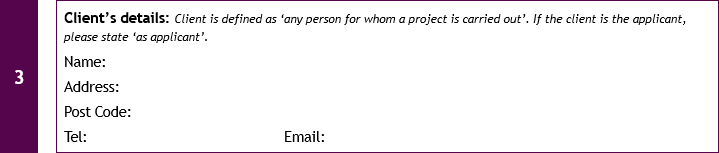 Client’s details: Client is defined as ‘any person for whom a project is carried out’. If the client is the applicant,
please state ‘as applicant’.
Name:
3
Address:
Post Code:
Tel: Email: